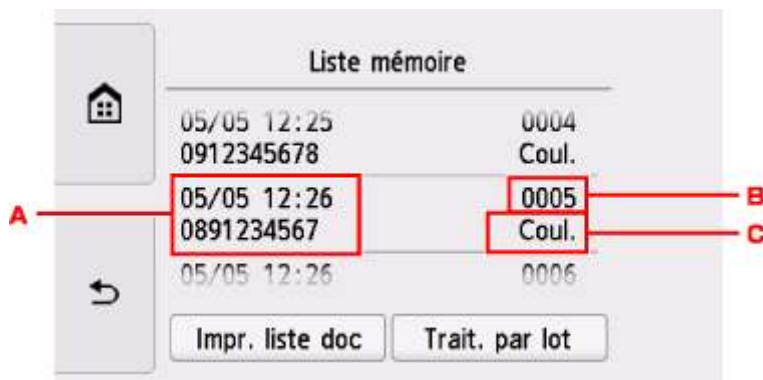 Liste mémoire
05/05 12:25 0004
0912345678 Coul.
05/05 12:26 0005 B
A 0891234567 Coul. C
05/05 12:26 0006
Impr. liste doc Trait. par lot